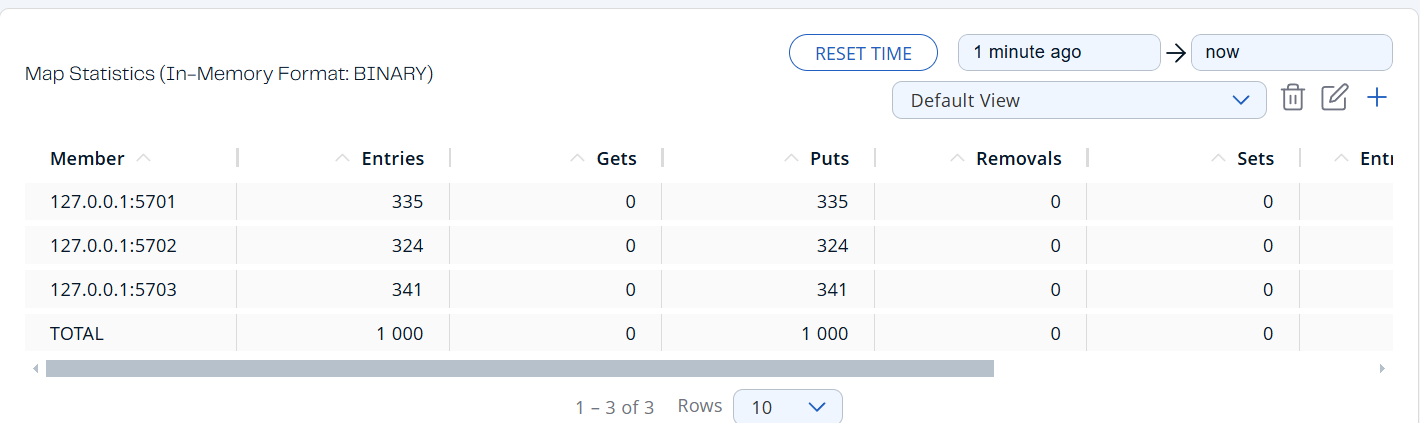 RESET TIME 1 minute ago → now
Map Statistics (In-Memory Format: BINARY)
Default View
Member Entries Gets Puts Removals Sets Entr
127.0.0.1:5701 335 0 335 0 0
127.0.0.1:5702 324 0 324 0 0
127.0.0.1:5703 341 0 341 0 0
TOTAL 1 000 0 1 000 0 0
1 – 3 of 3 Rows 10